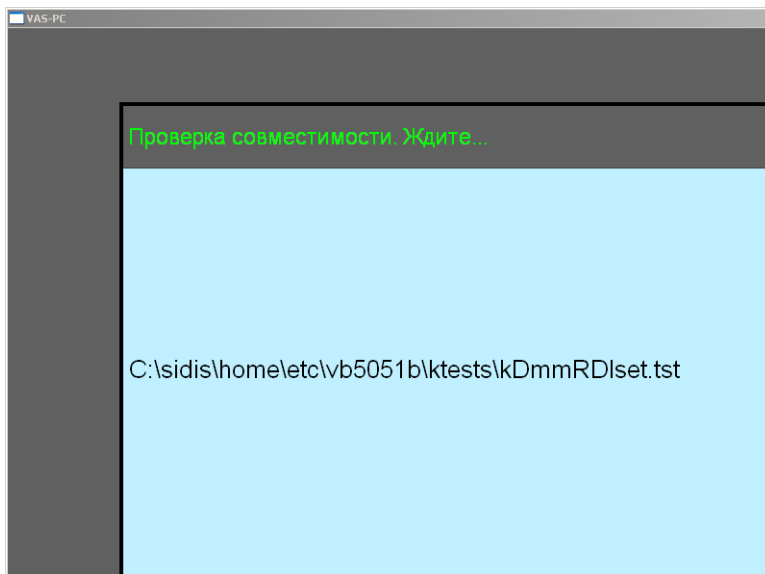 VAS-PC
Проверка совместимости. Ждите...
C:\sidis\home\etc\vb5051b\ktests\kDmmRDIset.tst